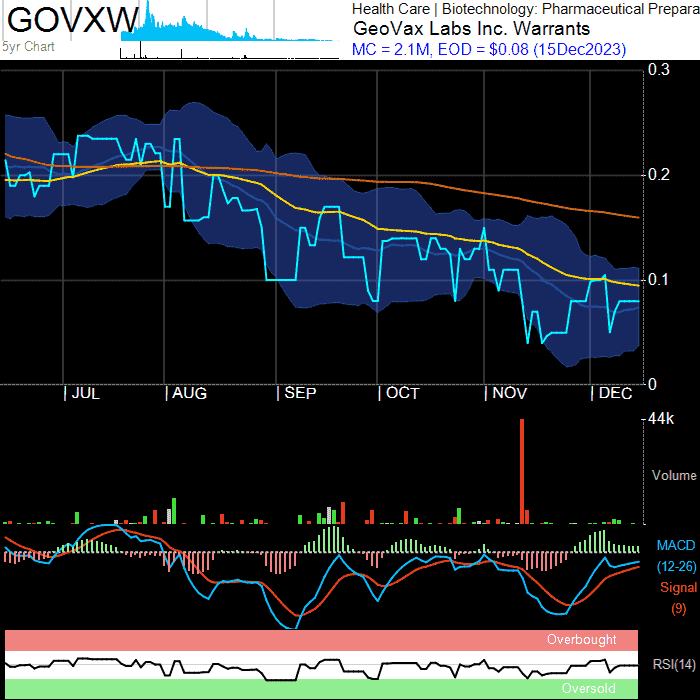 GOVXW
5yr Chart
Health Care | Biotechnology: Pharmaceutical Prepara
GeoVax Labs Inc. Warrants
MC = 2.1M, EOD = $0.08 (15Dec2023)
0.3
0.2
0.1
0
JUL AUG SEP OCT NOV DEC
44k
Volume
MACD
(12-26)
Signal
(9)
Overbought
RSI(14)
Oversold